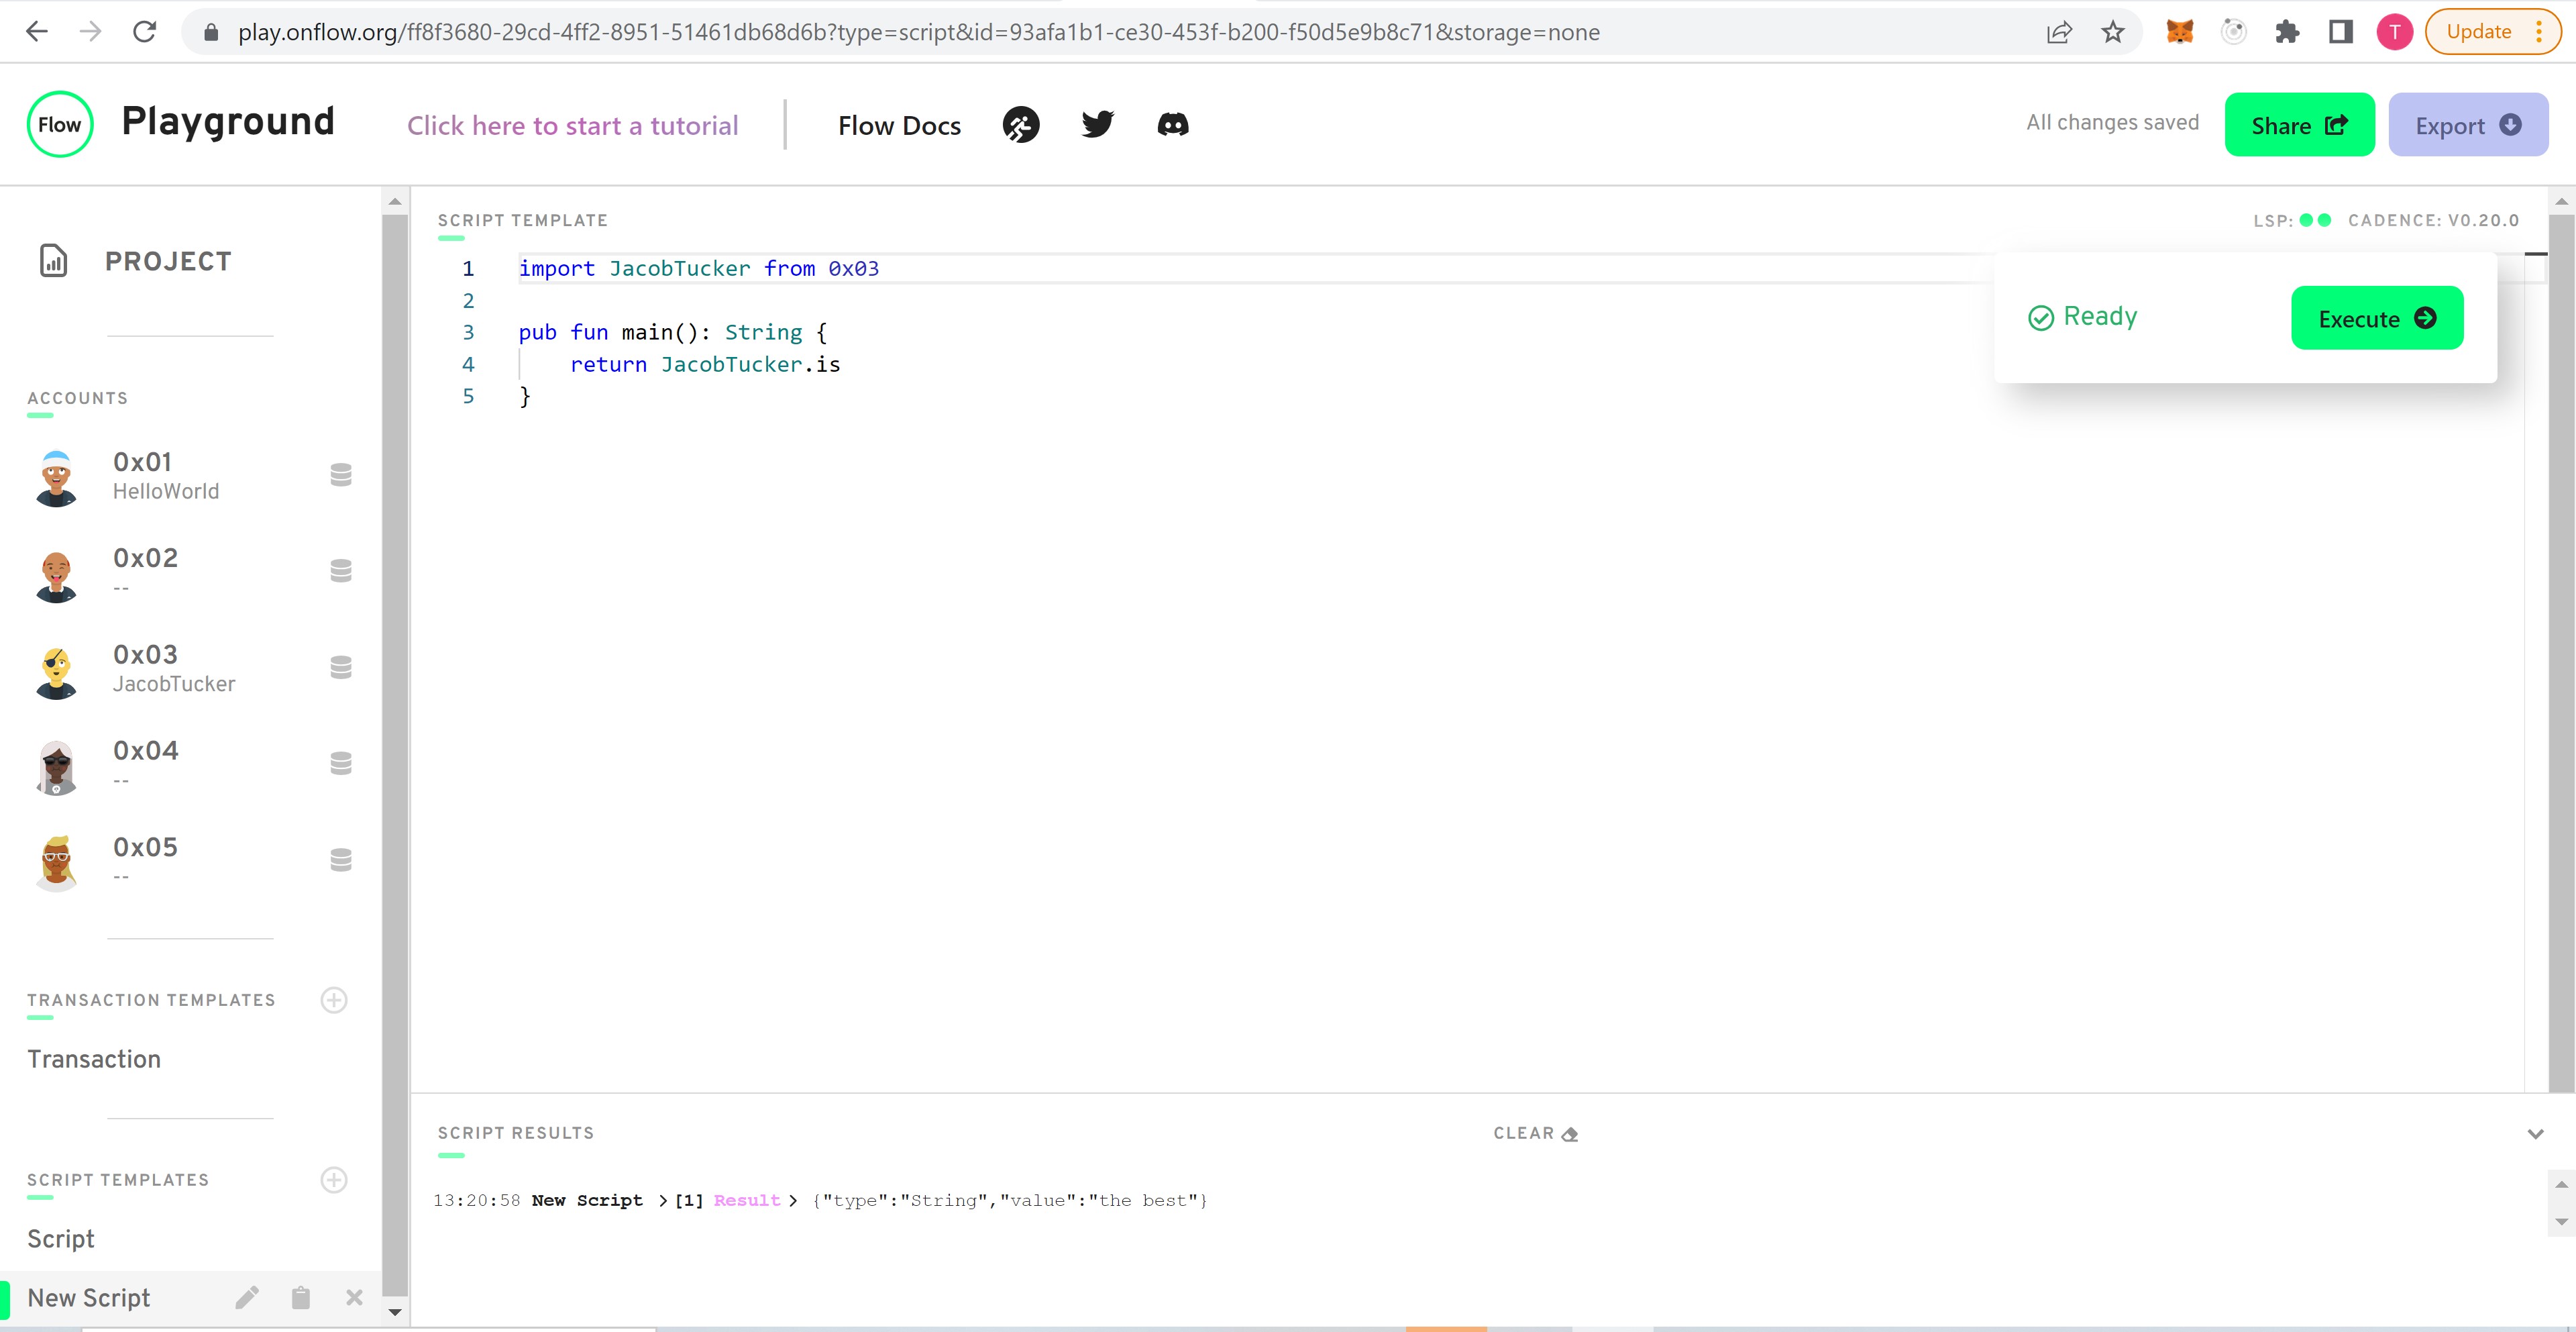 play.onflow.org/ff8f3680-29cd-4ff2-8951-51461db68d6b?type=script&id=93afa1b1-ce30-453f-b200-f50d5e9b8c71&storage=none
T
Update
Flow
Playground
Click here to start a tutorial
Flow Docs
All changes saved
Share
Export
PROJECT
ACCOUNTS
0x01
HelloWorld
0x02
--
0x03
JacobTucker
0x04
--
0x05
--
TRANSACTION TEMPLATES
Transaction
SCRIPT TEMPLATES
Script
New Script
SCRIPT TEMPLATE
LSP:
CADENCE: V0.20.0
1 import JacobTucker from 0x03
2
3 pub fun main(): String {
4 return JacobTucker.is
5 }
Ready
Execute
SCRIPT RESULTS
CLEAR
13:20:58 New Script > [1] Result > {"type":"String","value":"the best"}